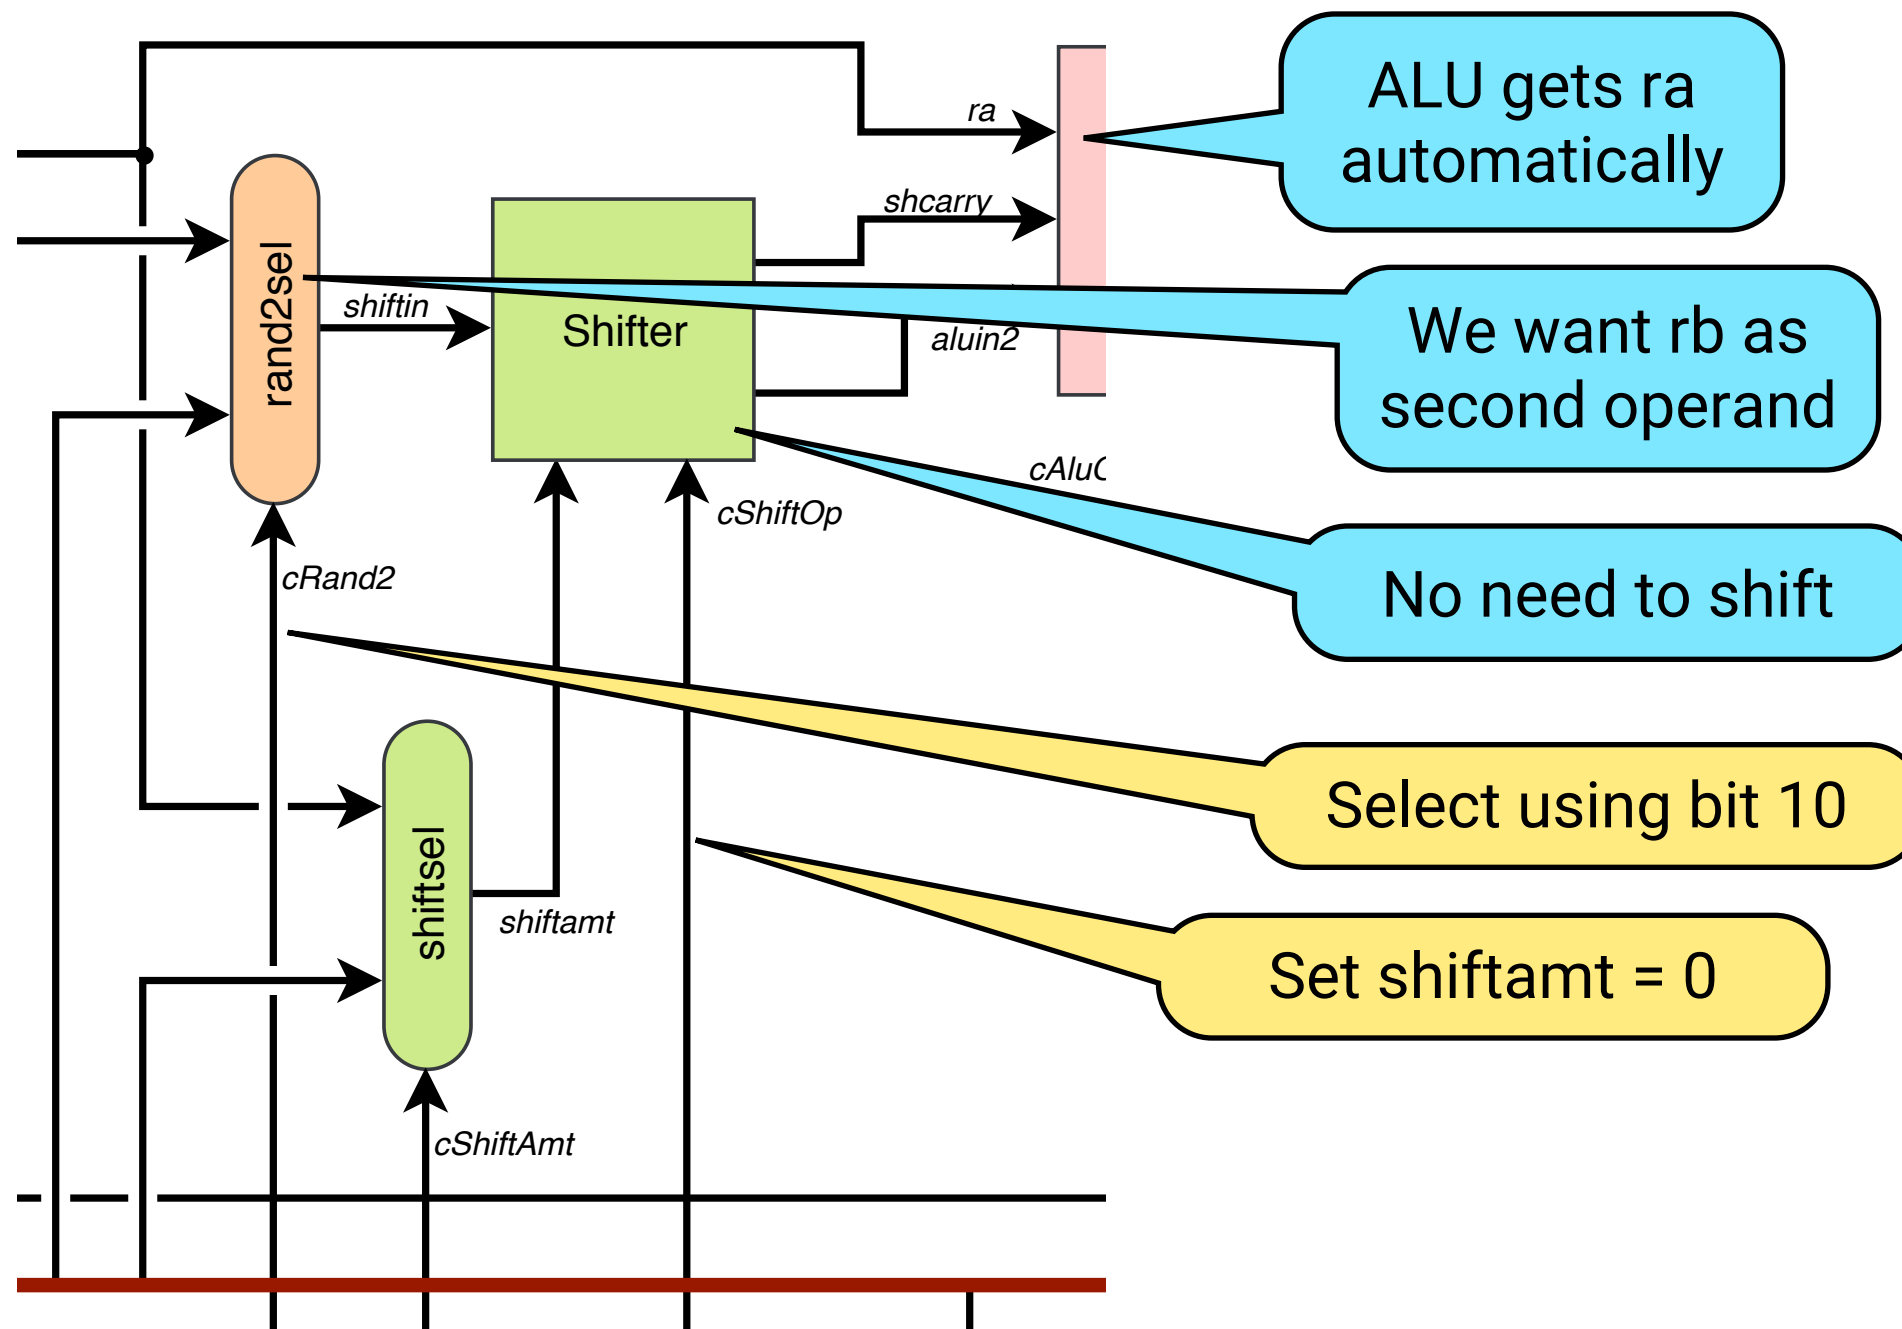 ra
ALU gets ra
automatically
shcarry
rand2sel
shiftin
Shifter
aluin2
We want rb as
second operand
cShiftOp
cRand2
No need to shift
Select using bit 10
shiftsel
shiftamt
Set shiftamt = 0
cShiftAmt